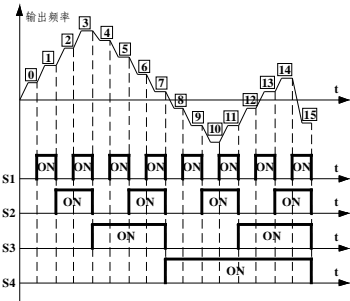 输出频率
0 1 2 3 4 5 6 7 8 9 10 11 12 13 14 15
t
S1 ON ON ON ON ON ON ON ON t
S2 ON ON ON ON t
S3 ON ON t
S4 ON t